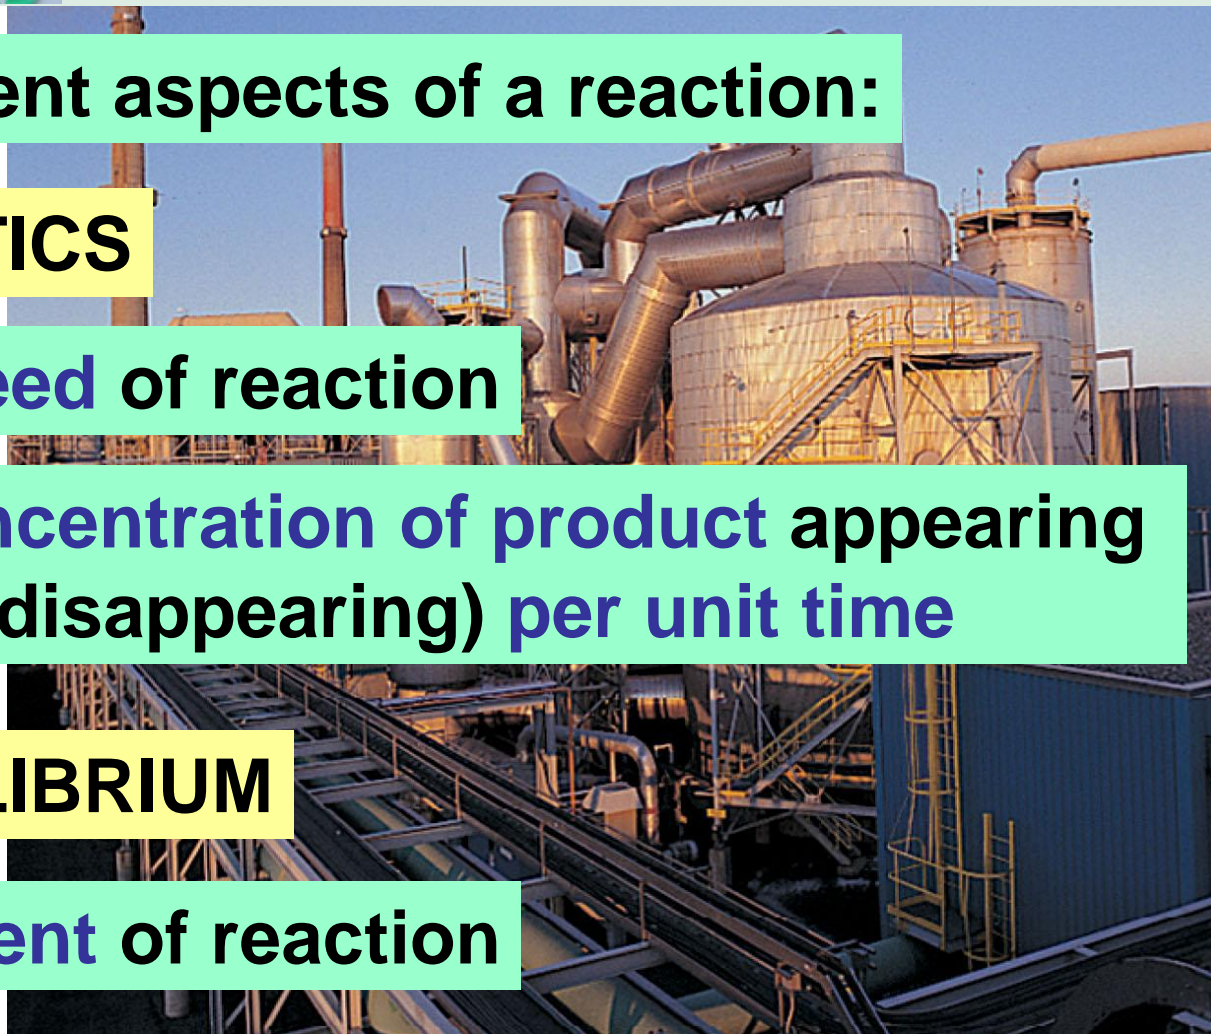 ent aspects of a reaction:
TICS
eed of reaction
ncentration of product appearing
disappearing) per unit time
LIBRIUM
ent of reaction